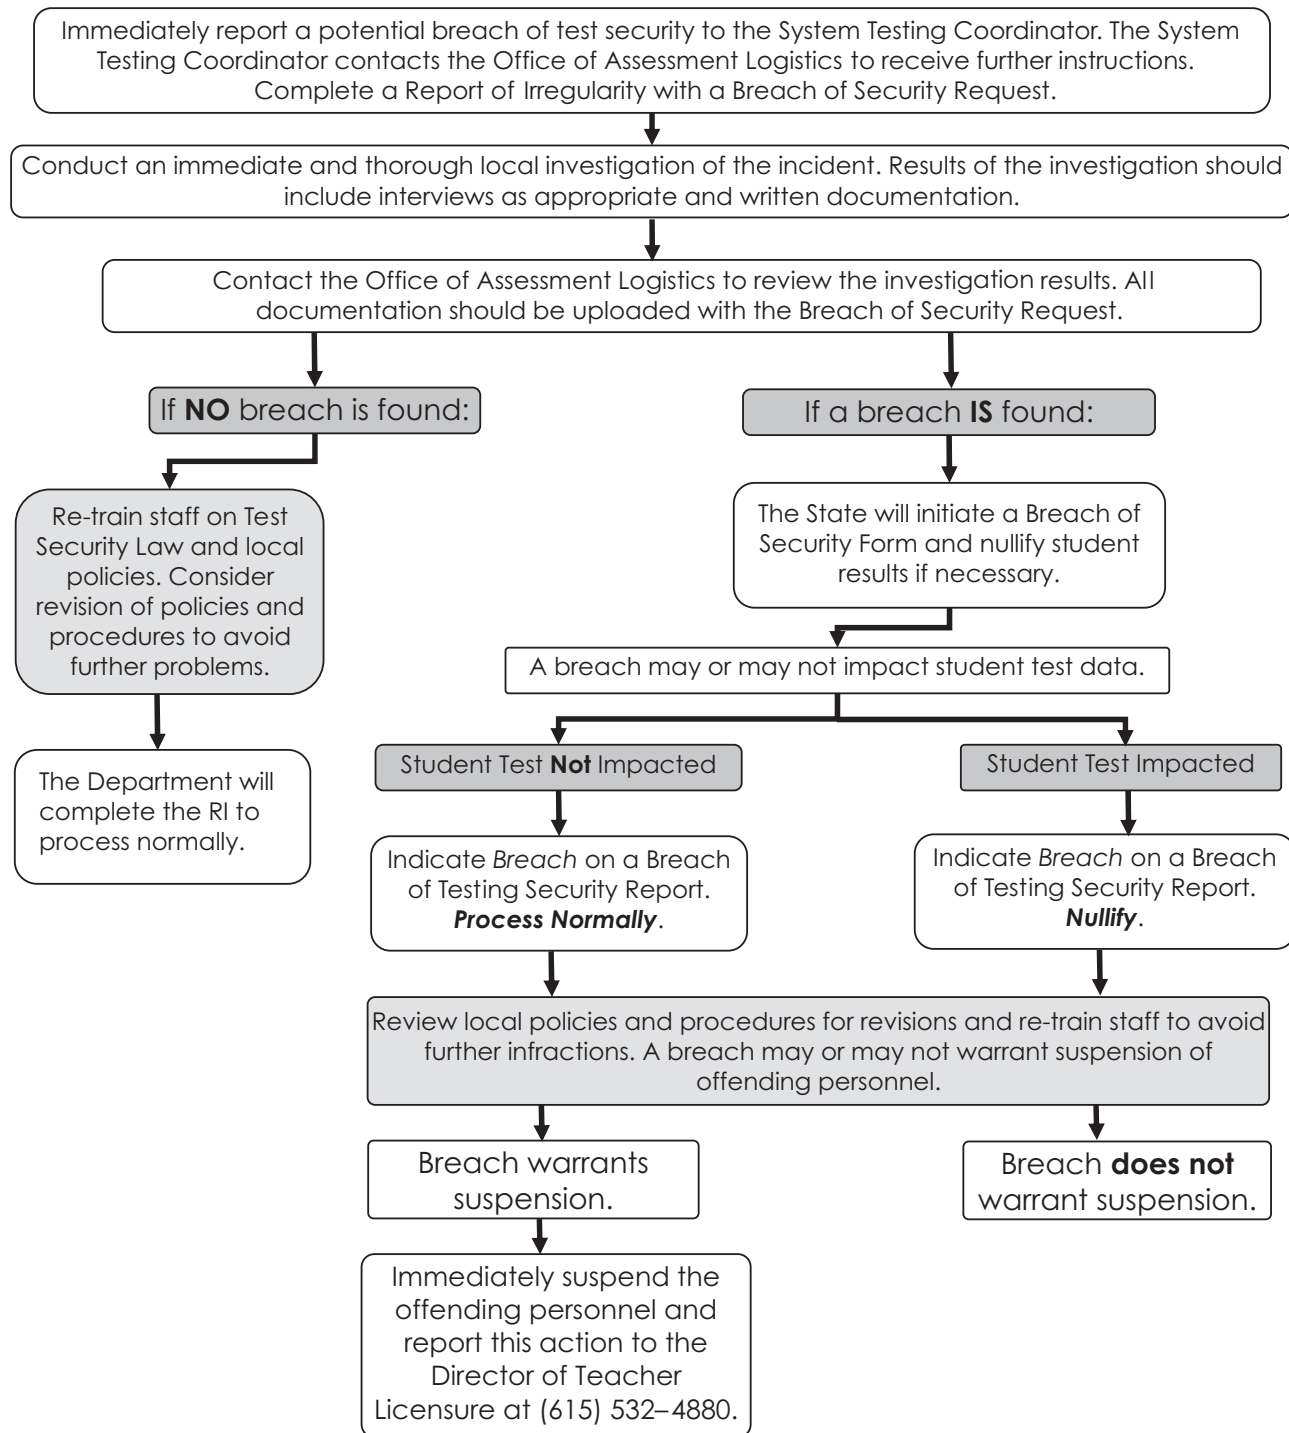 Immediately report a potential breach of test security to the System Testing Coordinator. The System
Testing Coordinator contacts the Office of Assessment Logistics to receive further instructions.
Complete a Report of Irregularity with a Breach of Security Request.
Conduct an immediate and thorough local investigation of the incident. Results of the investigation should
include interviews as appropriate and written documentation.
Contact the Office of Assessment Logistics to review the investigation results. All
documentation should be uploaded with the Breach of Security Request.
If NO breach is found:
Re-train staff on Test
Security Law and local
policies. Consider
revision of policies and
procedures to avoid
further problems.
The Department will
complete the RI to
process normally.
If a breach IS found:
The State will initiate a Breach of
Security Form and nullify student
results if necessary.
A breach may or may not impact student test data.
Student Test Not Impacted
Indicate Breach on a Breach
of Testing Security Report.
Process Normally.
Student Test Impacted
Indicate Breach on a Breach
of Testing Security Report.
Nullify.
Review local policies and procedures for revisions and re-train staff to avoid
further infractions. A breach may or may not warrant suspension of
offending personnel.
Breach warrants
suspension.
Immediately suspend the
offending personnel and
report this action to the
Director of Teacher
Licensure at (615) 532–4880.
Breach does not
warrant suspension.